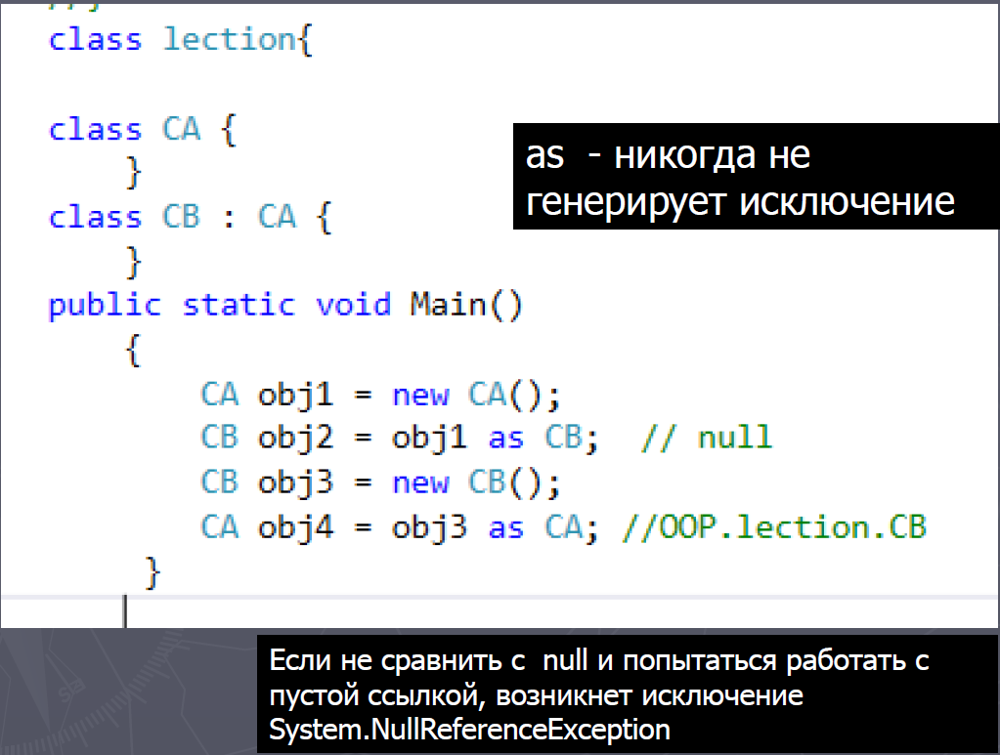 class lection{
class CA {
}
class CB : CA {
}
public static void Main()
{
CA obj1 = new CA();
CB obj2 = obj1 as CB;  // null
CB obj3 = new CB();
CA obj4 = obj3 as CA; //OOP.lection.CB
}
as  - никогда не
генерирует исключение
Если не сравнить с  null и попытаться работать с
пустой ссылкой, возникнет исключение
System.NullReferenceException